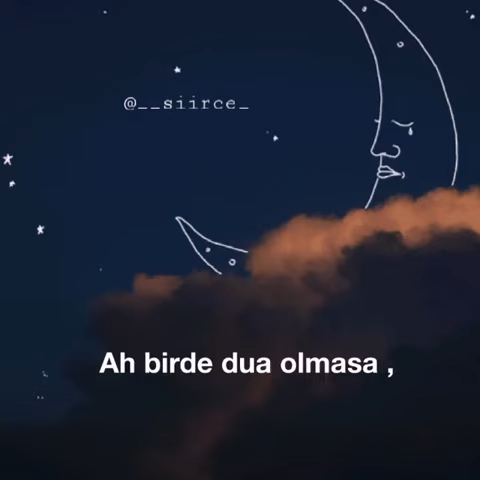 @__siirce_
Ah birde dua olmasa ,